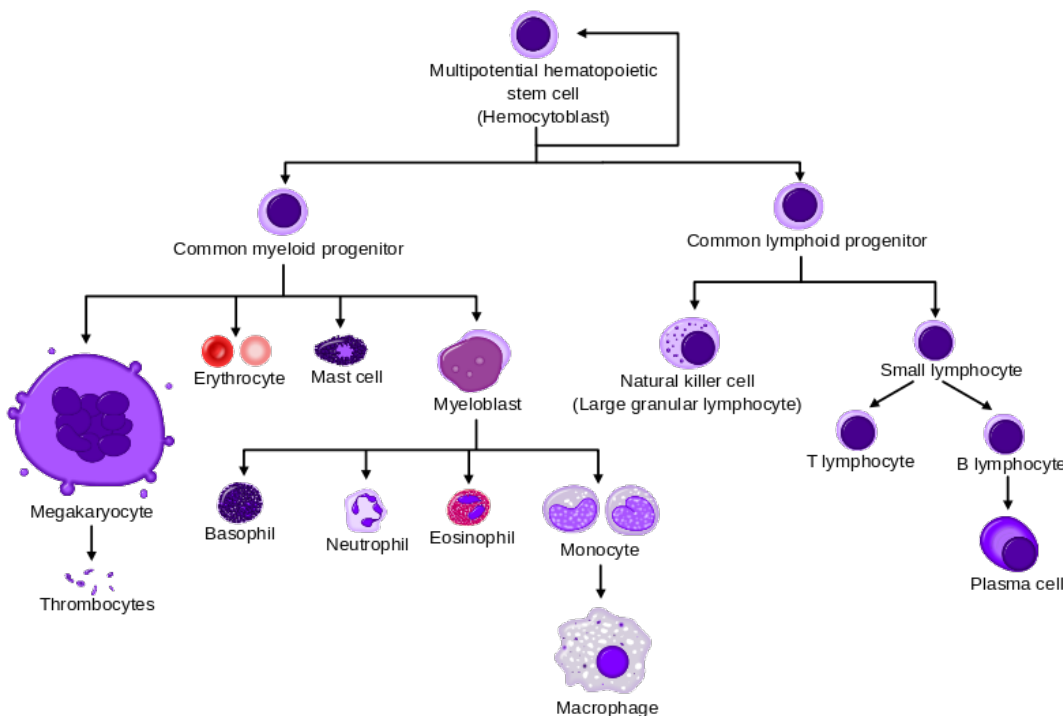 Multipotential hematopoietic
stem cell
(Hemocytoblast)
Common myeloid progenitor
Common lymphoid progenitor
Erythrocyte
Mast cell
Myeloblast
Natural killer cell
(Large granular lymphocyte)
Small lymphocyte
T lymphocyte
B lymphocyte
Megakaryocyte
Basophil
Neutrophil
Eosinophil
Monocyte
Plasma cell
Thrombocytes
Macrophage